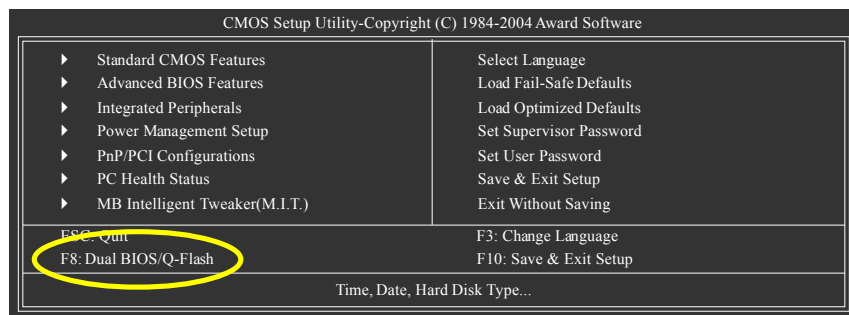 CMOS Setup Utility-Copyright (C) 1984-2004 Award Software
Standard CMOS Features
Advanced BIOS Features
Integrated Peripherals
Power Management Setup
PnP/PCI Configurations
PC Health Status
MB Intelligent Tweaker(M.I.T.)
Select Language
Load Fail-Safe Defaults
Load Optimized Defaults
Set Supervisor Password
Set User Password
Save & Exit Setup
Exit Without Saving
ESC: Quit
F8: Dual BIOS/Q-Flash
F3: Change Language
F10: Save & Exit Setup
Time, Date, Hard Disk Type...